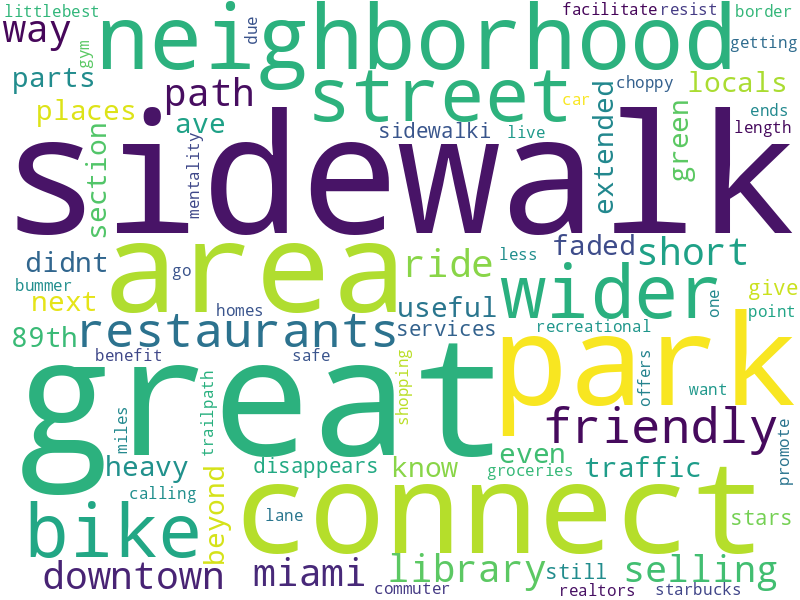 littlebest
way
gym
neighborhood
due
facilitate
resist
border
getting
parts
path
street
car
choppy
locals
places
ave
sidewalki
live
extended
green
ends
length
section
mentality
sidewalk
didnt
go
area
ride
less
faded
short
bummer
next
homes
useful
wider
one
give
point
89th
restaurants
services
recreational
benefit
safe
shopping
park
offers
want
great
miles
trailpath
friendly
promote
heavy
disappears
know
even
groceries
traffic
calling
beyond
connect
stars
bike
lane
downtown
miami
library
still
selling
commuter
realtors
starbucks